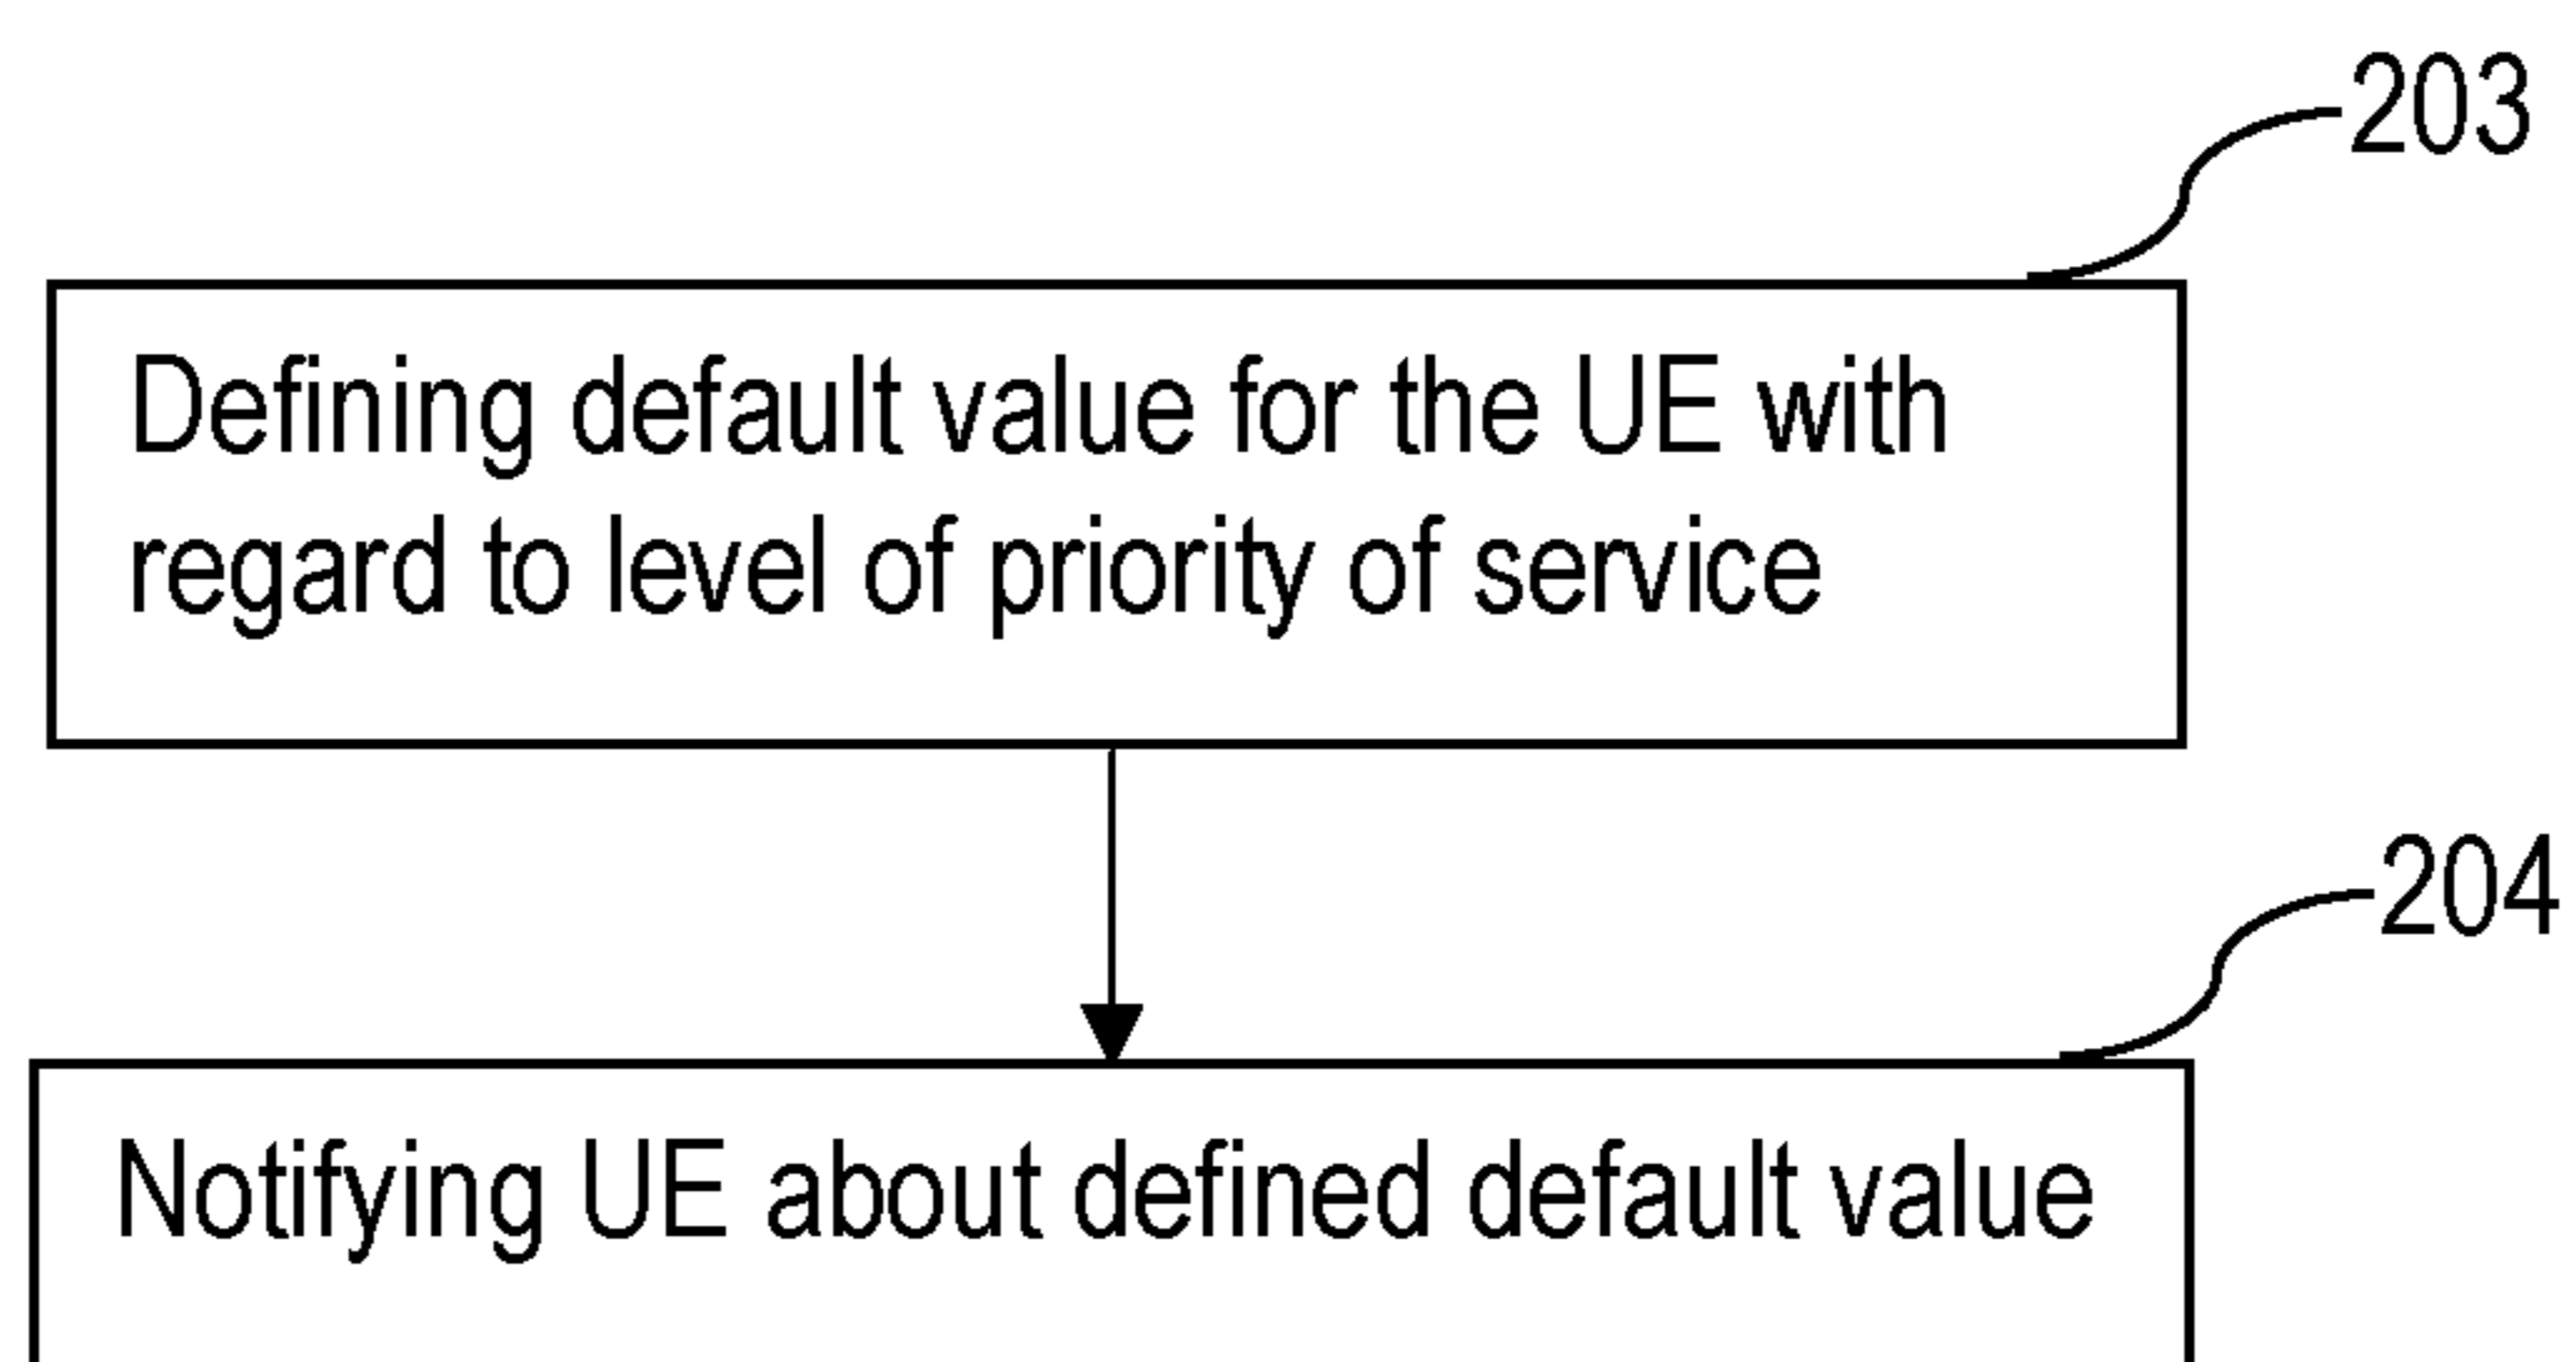 203
Defining default value for the UE with
regard to level of priority of service
204
Notifying UE about defined default value